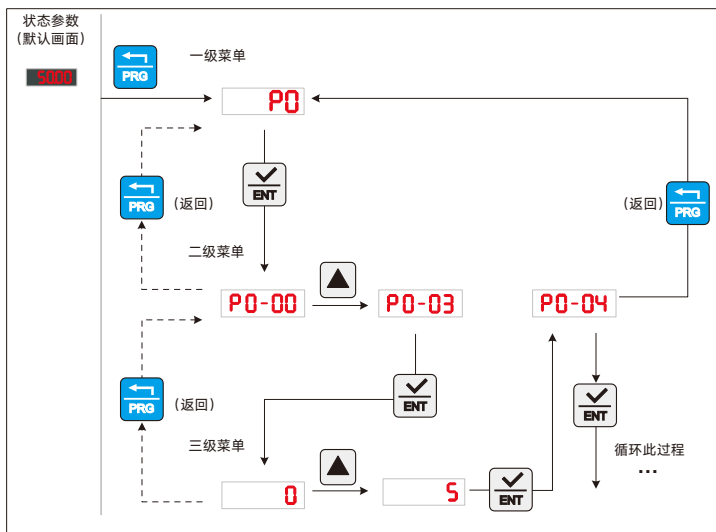 状态参数
(默认画面)
50.00
PRG
一级菜单
P0
ENT
PRG
(返回)
(返回)
PRG
二级菜单
P0-00
P0-03
P0-04
ENT
ENT
PRG
(返回)
三级菜单
循环此过程
...
0
5
ENT